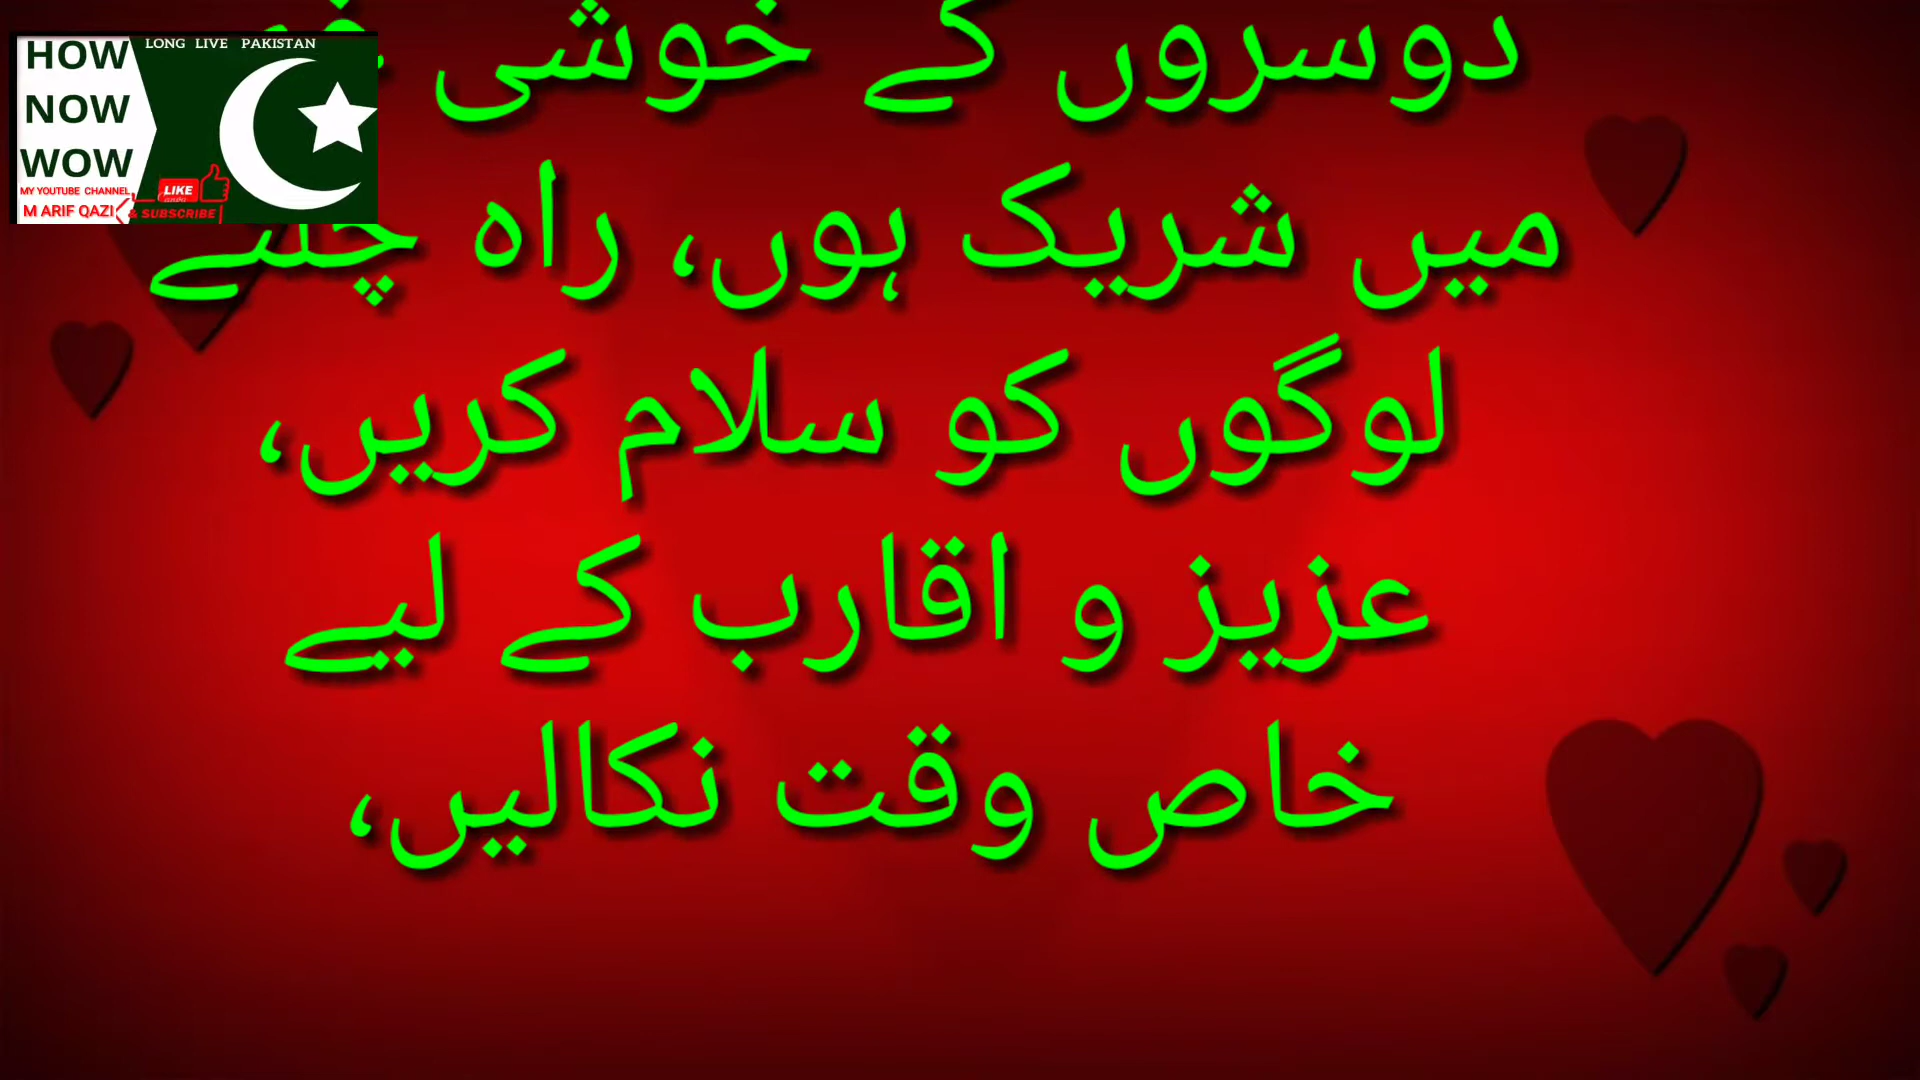 دوسروں کے خوشی
میں شریک ہوں، راہ چلتے
لوگوں کو سلام کریں،
عزیز و اقارب کے لیے
خاص وقت نکالیں،
HOW
NOW
WOW
LONG LIVE PAKISTAN
MY YOUTUBE CHANNEL
M ARIF QAZI
LIKE
& SUBSCRIBE